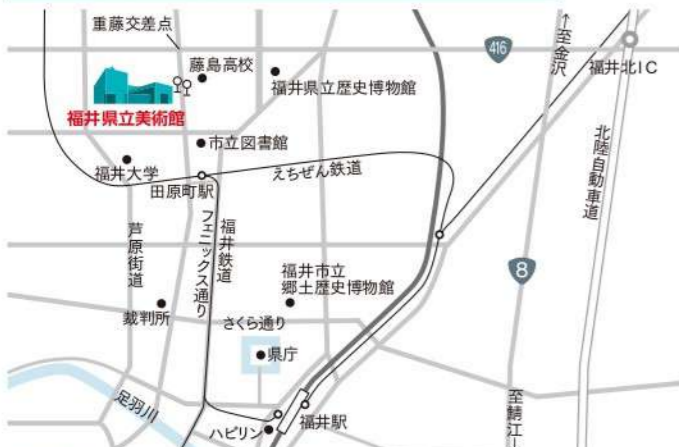 重藤交差点
416
↑至金沢
藤島高校
福井県立歴史博物館
福井北IC
福井県立美術館
市立図書館
北陸自動車道
福井大学
えちぜん鉄道
田原町駅
芦原街道
フェニックス通り
福井鉄道
8
福井市立
郷土歴史博物館
裁判所
さくら通り
県庁
足羽川
至鯖江
福井駅
ハピリン